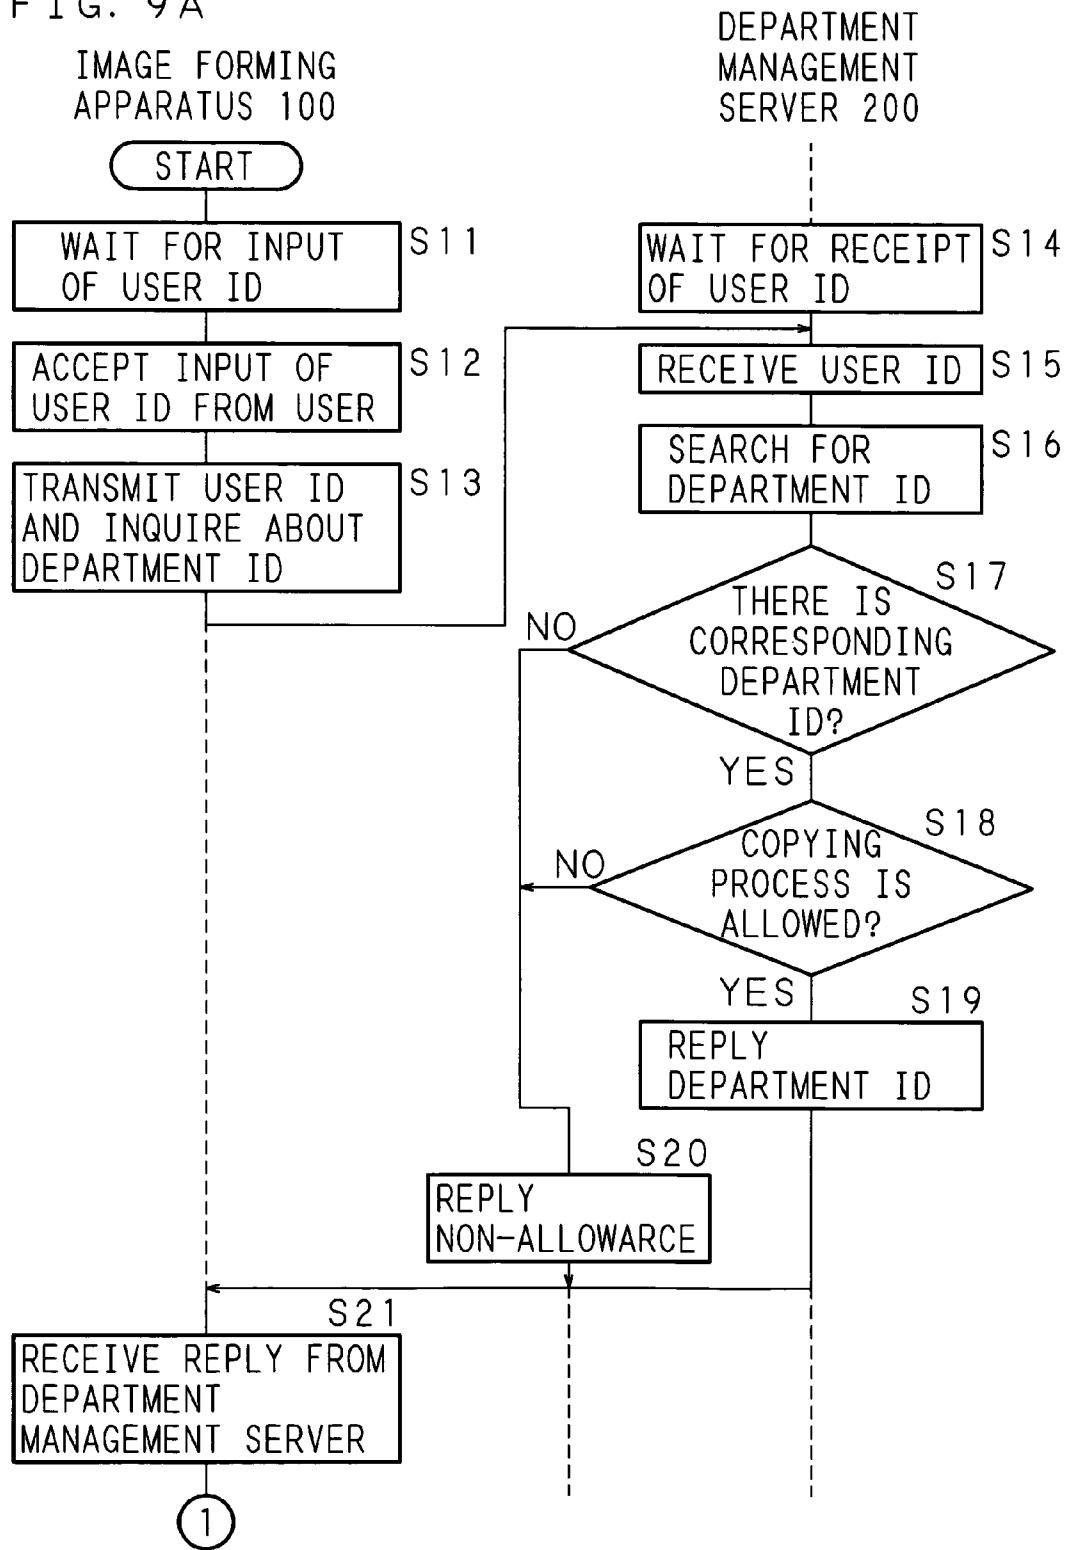 FIG. 9A
IMAGE FORMING
APPARATUS 100
DEPARTMENT
MANAGEMENT
SERVER 200
START
WAIT FOR INPUT
OF USER ID
S11
ACCEPT INPUT OF
USER ID FROM USER
S12
TRANSMIT USER ID
AND INQUIRE ABOUT
DEPARTMENT ID
S13
WAIT FOR RECEIPT
OF USER ID
S14
RECEIVE USER ID
S15
SEARCH FOR
DEPARTMENT ID
S16
S17
THERE IS
CORRESPONDING
DEPARTMENT
ID?
NO
YES
S18
COPYING
PROCESS IS
ALLOWED?
NO
YES
S19
REPLY
DEPARTMENT ID
S20
REPLY
NON-ALLOWARCE
S21
RECEIVE REPLY FROM
DEPARTMENT
MANAGEMENT SERVER
1